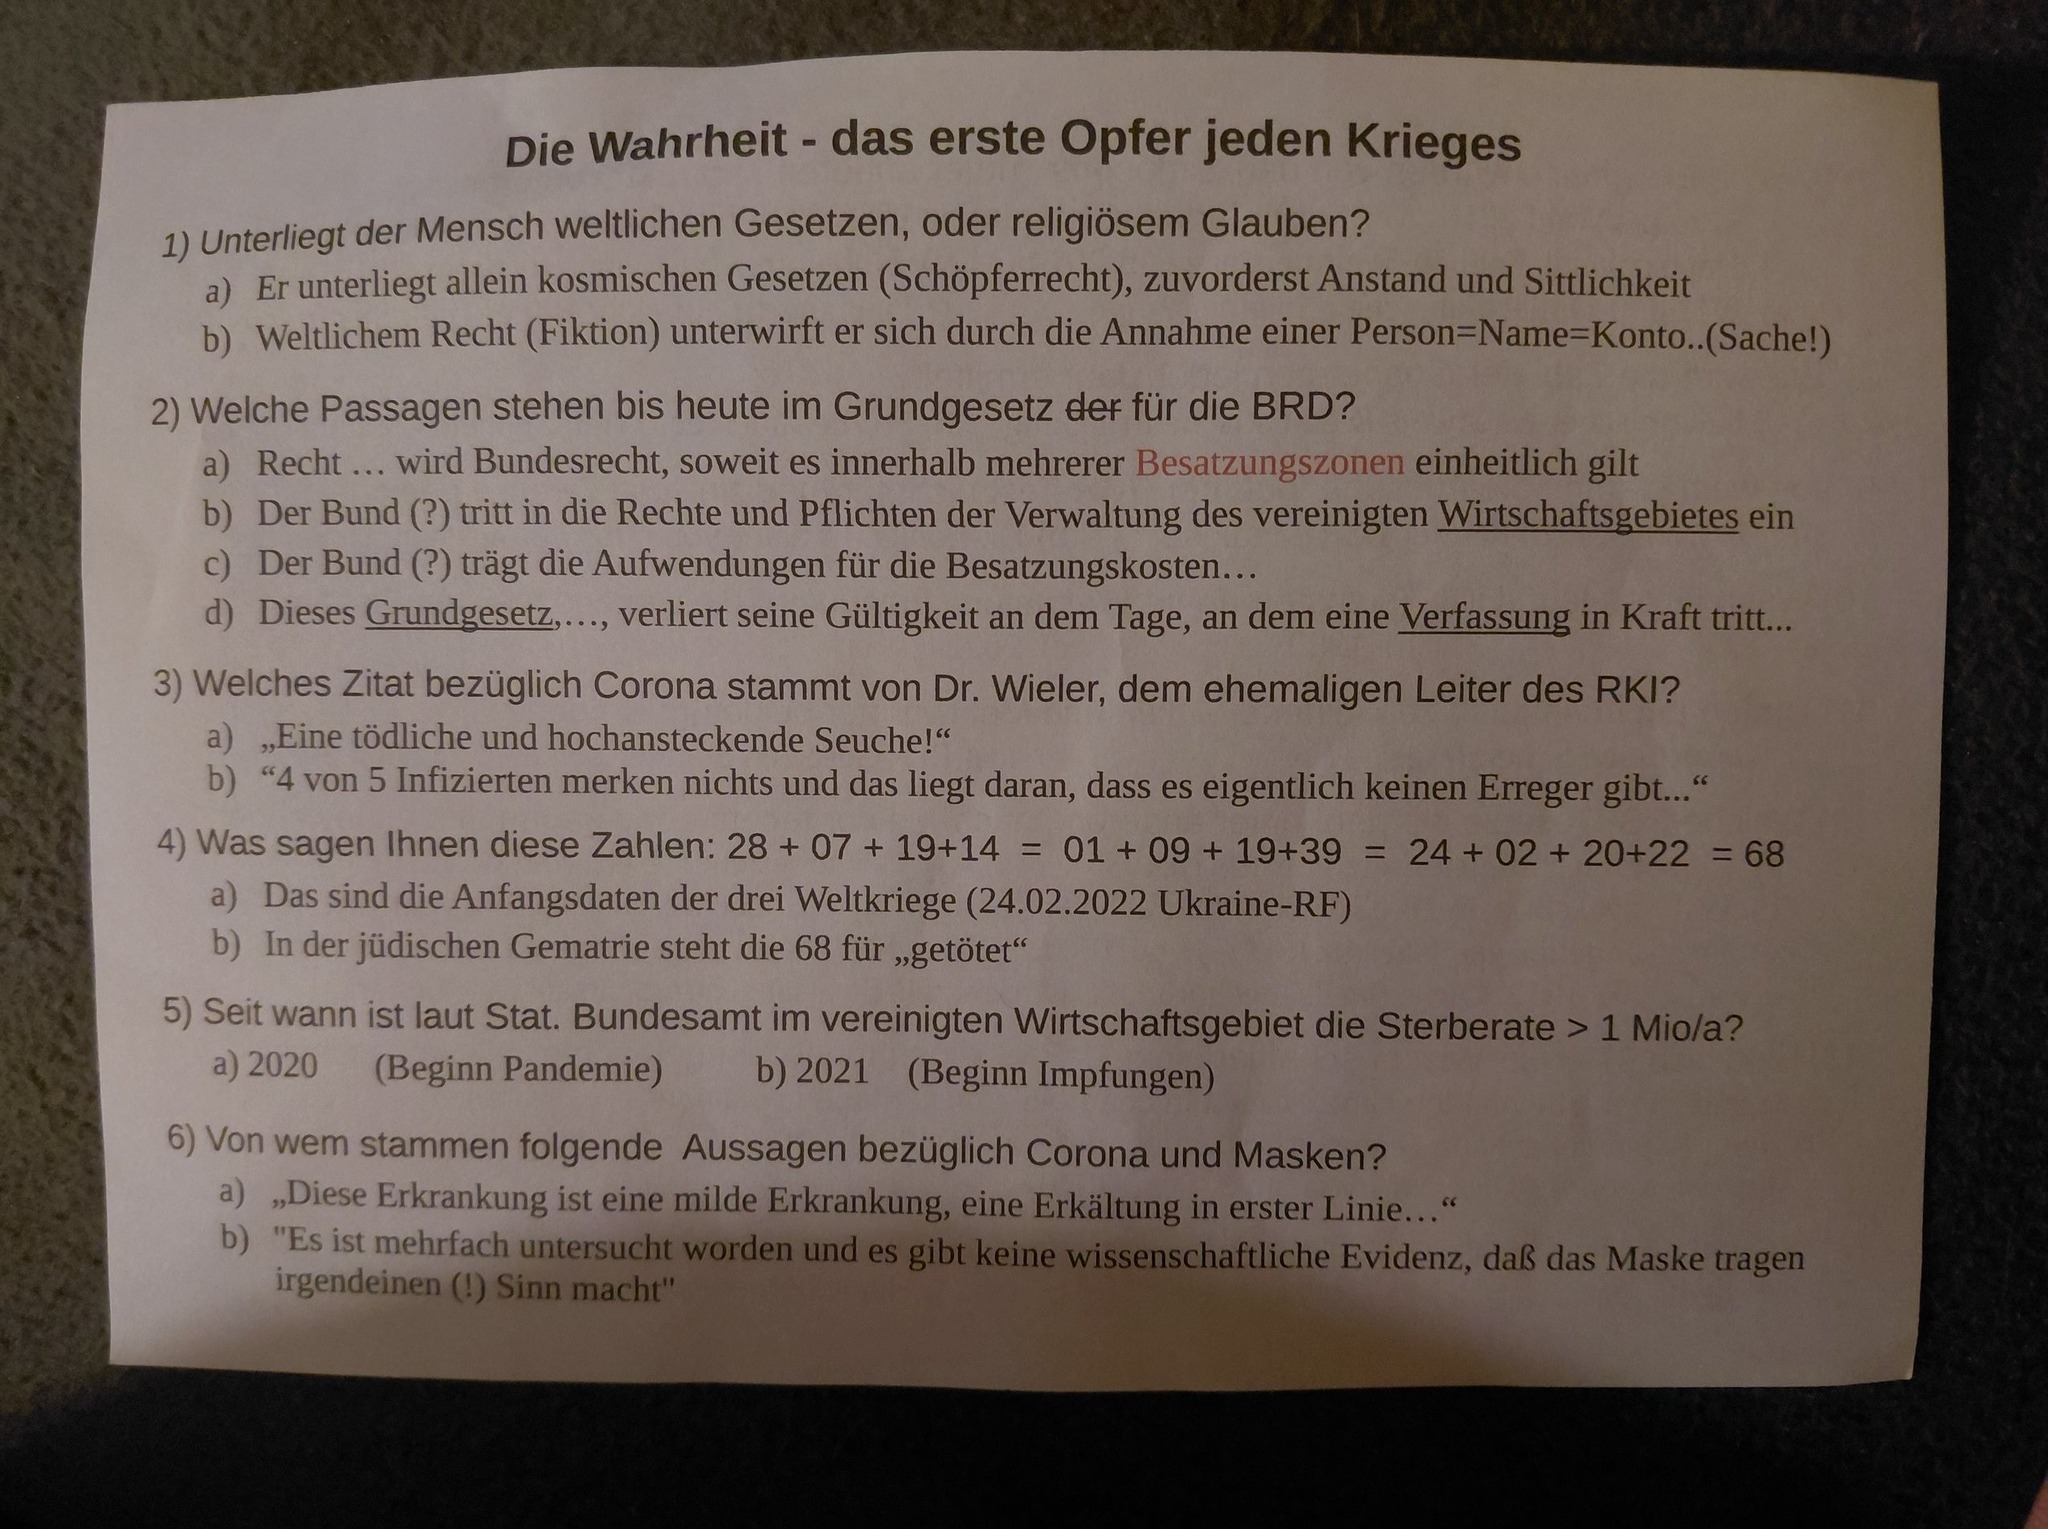 Die Wahrheit - das erste Opfer jeden Krieges
1) Unterliegt der Mensch weltlichen Gesetzen, oder religiösem Glauben?
a) Er unterliegt allein kosmischen Gesetzen (Schöpferrecht), zuvorderst Anstand und Sittlichkeit
b) Weltlichem Recht (Fiktion) unterwirft er sich durch die Annahme einer Person=Name=Konto..(Sache!)
2) Welche Passagen stehen bis heute im Grundgesetz der für die BRD?
a) Recht … wird Bundesrecht, soweit es innerhalb mehrerer Besatzungszonen einheitlich gilt
b) Der Bund (?) tritt in die Rechte und Pflichten der Verwaltung des vereinigten Wirtschaftsgebietes ein
c) Der Bund (?) trägt die Aufwendungen für die Besatzungskosten…
d) Dieses Grundgesetz,…, verliert seine Gültigkeit an dem Tage, an dem eine Verfassung in Kraft tritt...
3) Welches Zitat bezüglich Corona stammt von Dr. Wieler, dem ehemaligen Leiter des RKI?
a) „Eine tödliche und hochansteckende Seuche!“
b) “4 von 5 Infizierten merken nichts und das liegt daran, dass es eigentlich keinen Erreger gibt...“
4) Was sagen Ihnen diese Zahlen: 28 + 07 + 19+14 = 01 + 09 + 19+39 = 24 + 02 + 20+22 = 68
a) Das sind die Anfangsdaten der drei Weltkriege (24.02.2022 Ukraine-RF)
b) In der jüdischen Gematrie steht die 68 für „getötet“
5) Seit wann ist laut Stat. Bundesamt im vereinigten Wirtschaftsgebiet die Sterberate > 1 Mio/a?
a) 2020 (Beginn Pandemie) b) 2021 (Beginn Impfungen)
6) Von wem stammen folgende Aussagen bezüglich Corona und Masken?
a) „Diese Erkrankung ist eine milde Erkrankung, eine Erkältung in erster Linie…“
b) "Es ist mehrfach untersucht worden und es gibt keine wissenschaftliche Evidenz, daß das Maske tragen
irgendeinen (!) Sinn macht"